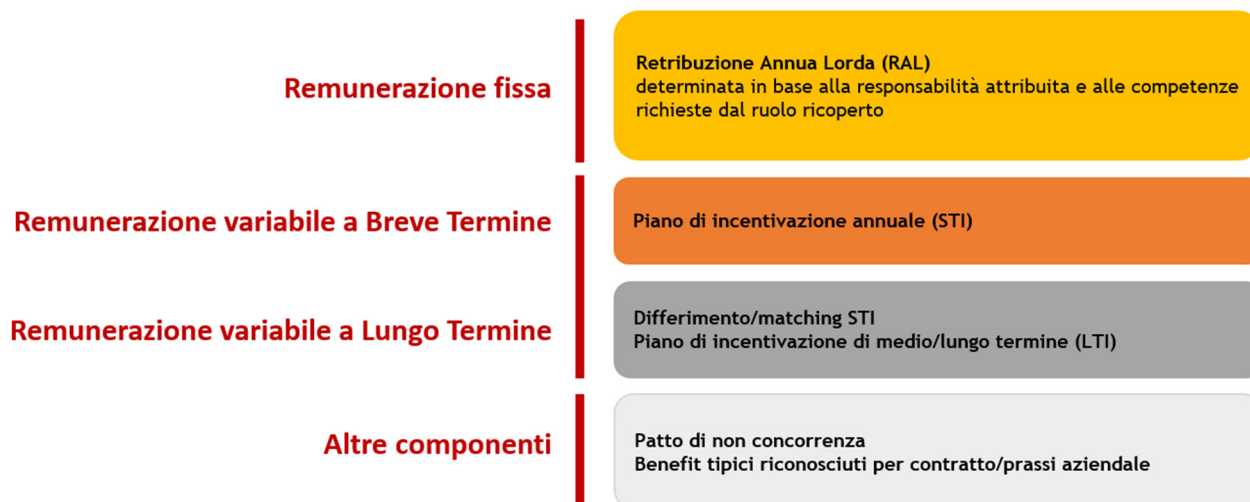 Remunerazione fissa
Retribuzione Annua Lorda (RAL)
determinata in base alla responsabilità attribuita e alle competenze
richieste dal ruolo ricoperto
Remunerazione variabile a Breve Termine
Piano di incentivazione annuale (STI)
Remunerazione variabile a Lungo Termine
Differimento/matching STI
Piano di incentivazione di medio/lungo termine (LTI)
Altre componenti
Patto di non concorrenza
Benefit tipici riconosciuti per contratto/prassi aziendale